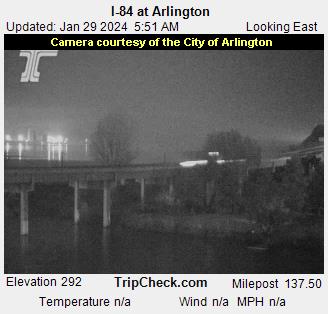 I-84 at Arlington
Updated: Jan 29 2024 5:51 AM Looking East
Camera courtesy of the City of Arlington
Elevation 292 TripCheck.com Milepost 137.50
Temperature n/a Wind n/a MPH n/a